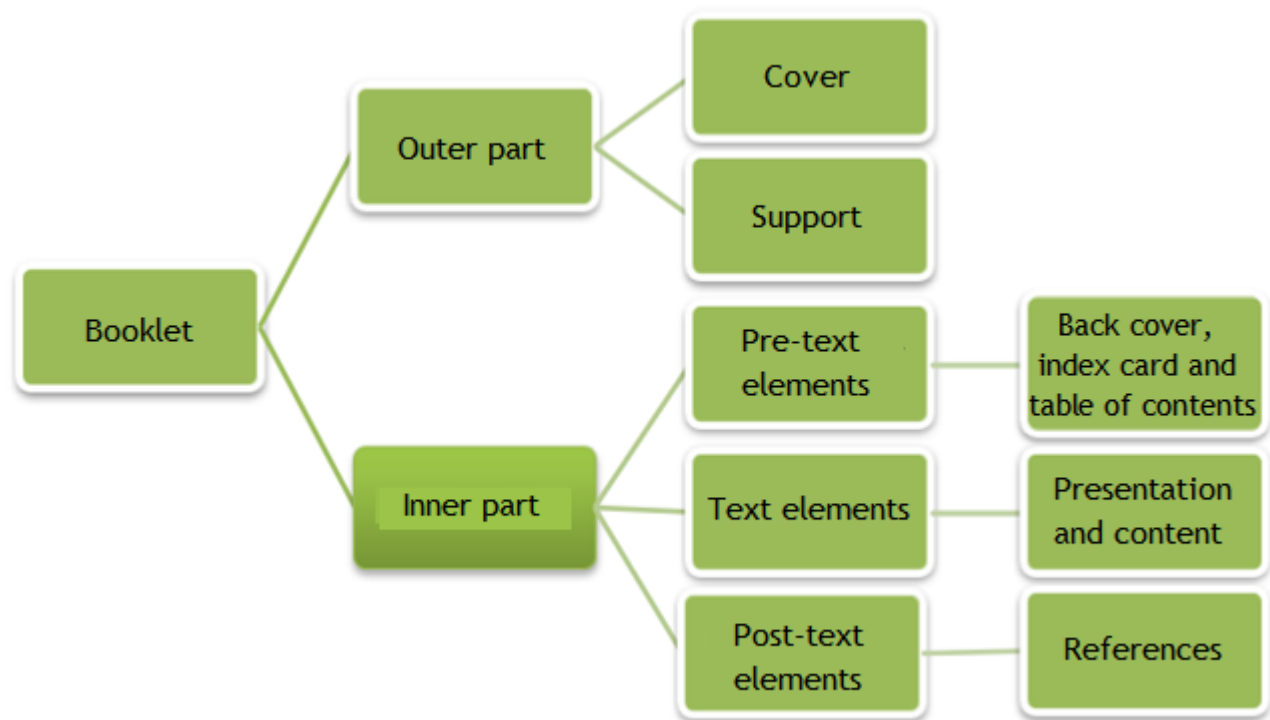 Cover
Outer part
Support
Booklet
Pre-text
elements
Back cover,
index card and
table of contents
Inner part
Text elements
Presentation
and content
Post-text
elements
References